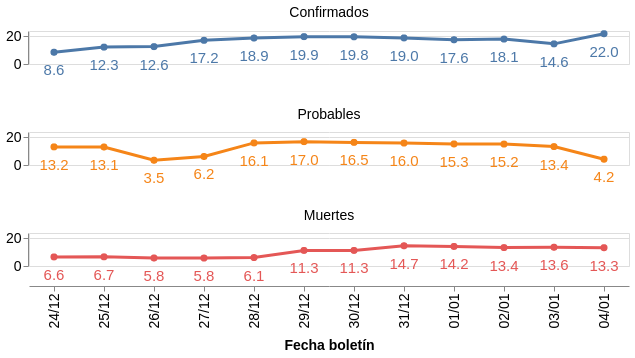 Confirmados
20
0
8.6 12.3 12.6 17.2 18.9 19.9 19.8 19.0 17.6 18.1 14.6 22.0
Probables
20
0
13.2 13.1 3.5 6.2 16.1 17.0 16.5 16.0 15.3 15.2 13.4 4.2
Muertes
20
0
6.6 6.7 5.8 5.8 6.1 11.3 11.3 14.7 14.2 13.4 13.6 13.3
24/12 25/12 26/12 27/12 28/12 29/12 30/12 31/12 01/01 02/01 03/01 04/01
Fecha boletín